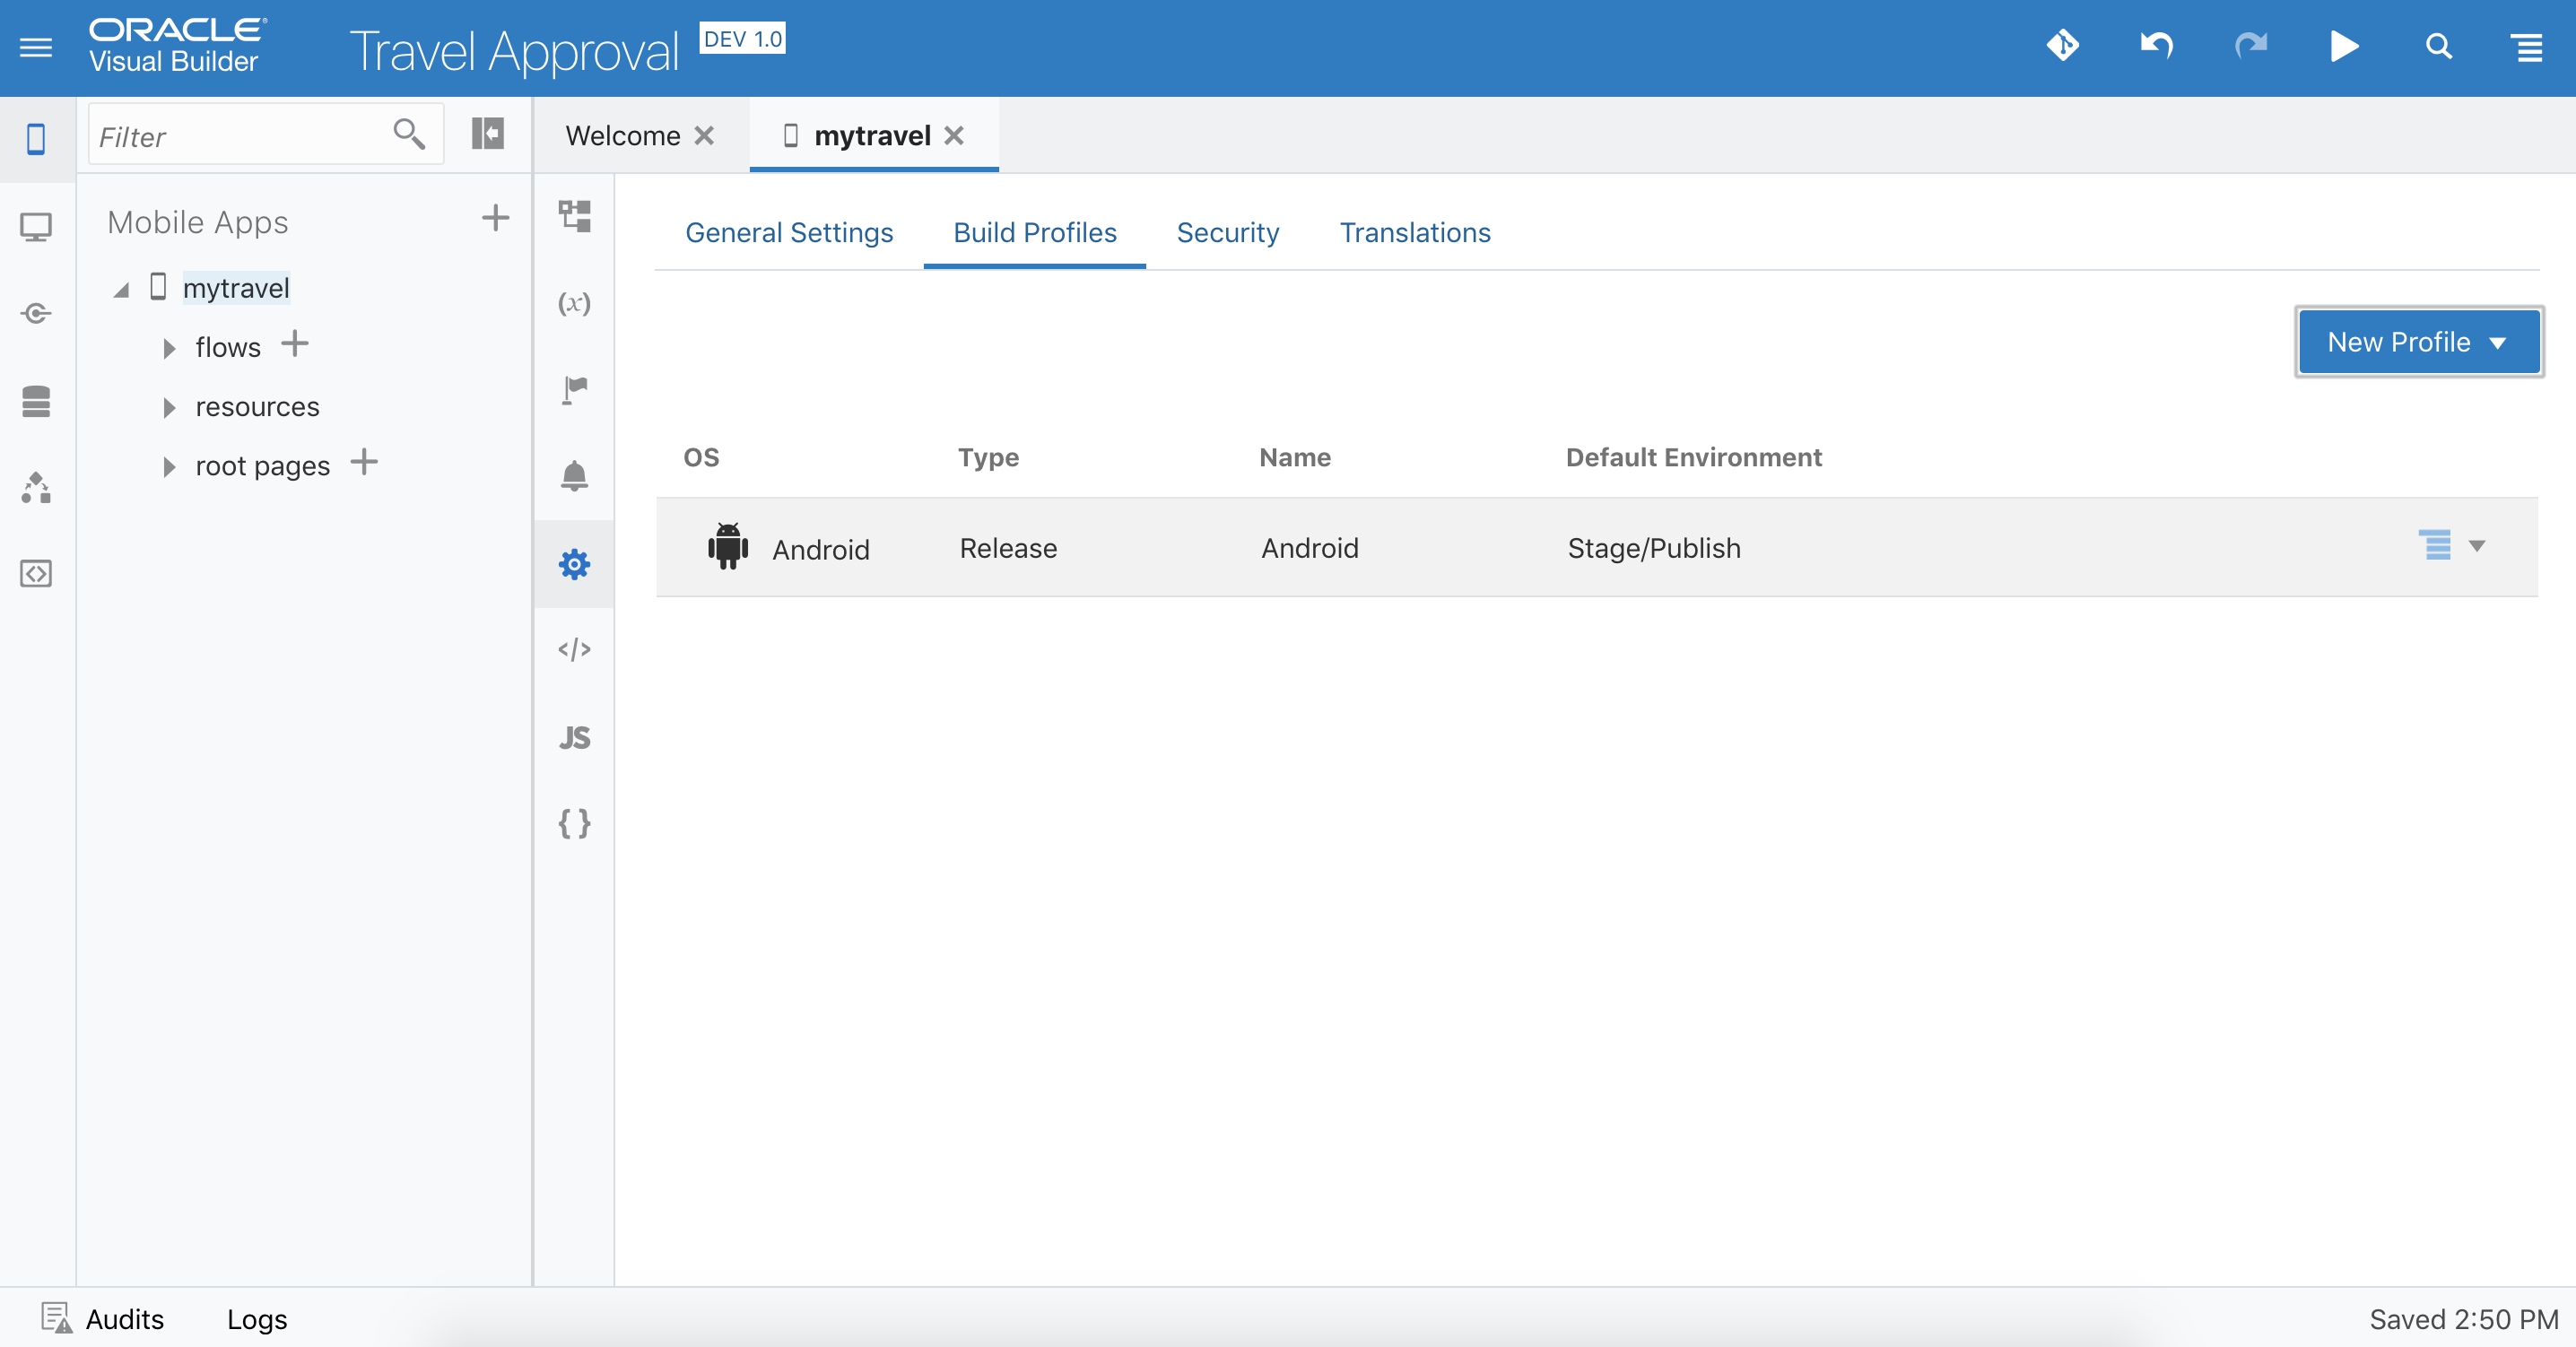 ORACLE
Visual Builder
Travel Approval
DEV 1.0
Filter
Welcome
mytravel
Mobile Apps
mytravel
flows
resources
root pages
(x)
</>
JS
{ }
General Settings
Build Profiles
Security
Translations
New Profile
OS Type Name Default Environment
Android Release Android Stage/Publish
Audits
Logs
Saved 2:50 PM